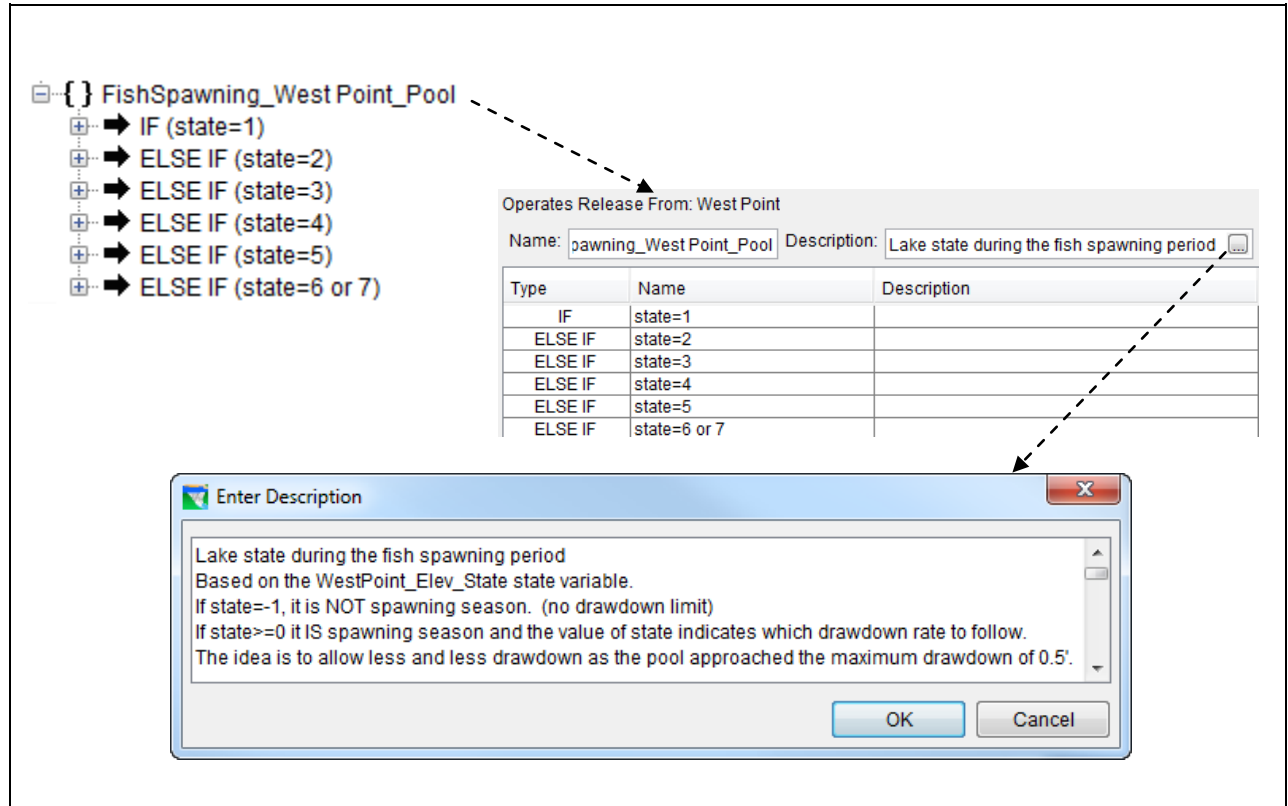 { } FishSpawning_West Point_Pool
IF (state=1)
ELSE IF (state=2)
ELSE IF (state=3)
ELSE IF (state=4)
ELSE IF (state=5)
ELSE IF (state=6 or 7)
Operates Release From: West Point
Name: pawning_West Point_Pool Description: Lake state during the fish spawning period ...
Type Name Description
IF state=1
ELSE IF state=2
ELSE IF state=3
ELSE IF state=4
ELSE IF state=5
ELSE IF state=6 or 7
Enter Description
Lake state during the fish spawning period
Based on the WestPoint_Elev_State state variable.
If state=-1, it is NOT spawning season.  (no drawdown limit)
If state>=0 it IS spawning season and the value of state indicates which drawdown rate to follow.
The idea is to allow less and less drawdown as the pool approached the maximum drawdown of 0.5'.
OK Cancel